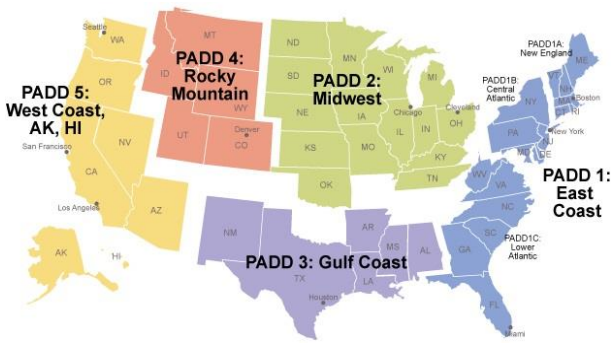 Seattle
WA
OR
PADD 5:
West Coast,
AK, HI
San Francisco
NV
CA
Los Angeles
AZ
AK
HI
MT
PADD 4:
Rocky
Mountain
ID
WY
UT
Denver
CO
ND
SD
NE
KS
OK
MN
WI
MI
PADD 2:
Midwest
Chicago
Cleveland
IA
IL
IN
OH
MO
KY
TN
NM
TX
AR
MS
AL
LA
PADD 3: Gulf Coast
Houston
PADD1A:
New England
ME
VT
NH
MA
Boston
CT
RI
PADD1B:
Central
Atlantic
NY
New York
PA
NJ
MD
DE
PADD 1:
East
Coast
WV
VA
NC
SC
GA
PADD1C:
Lower
Atlantic
FL
Miami